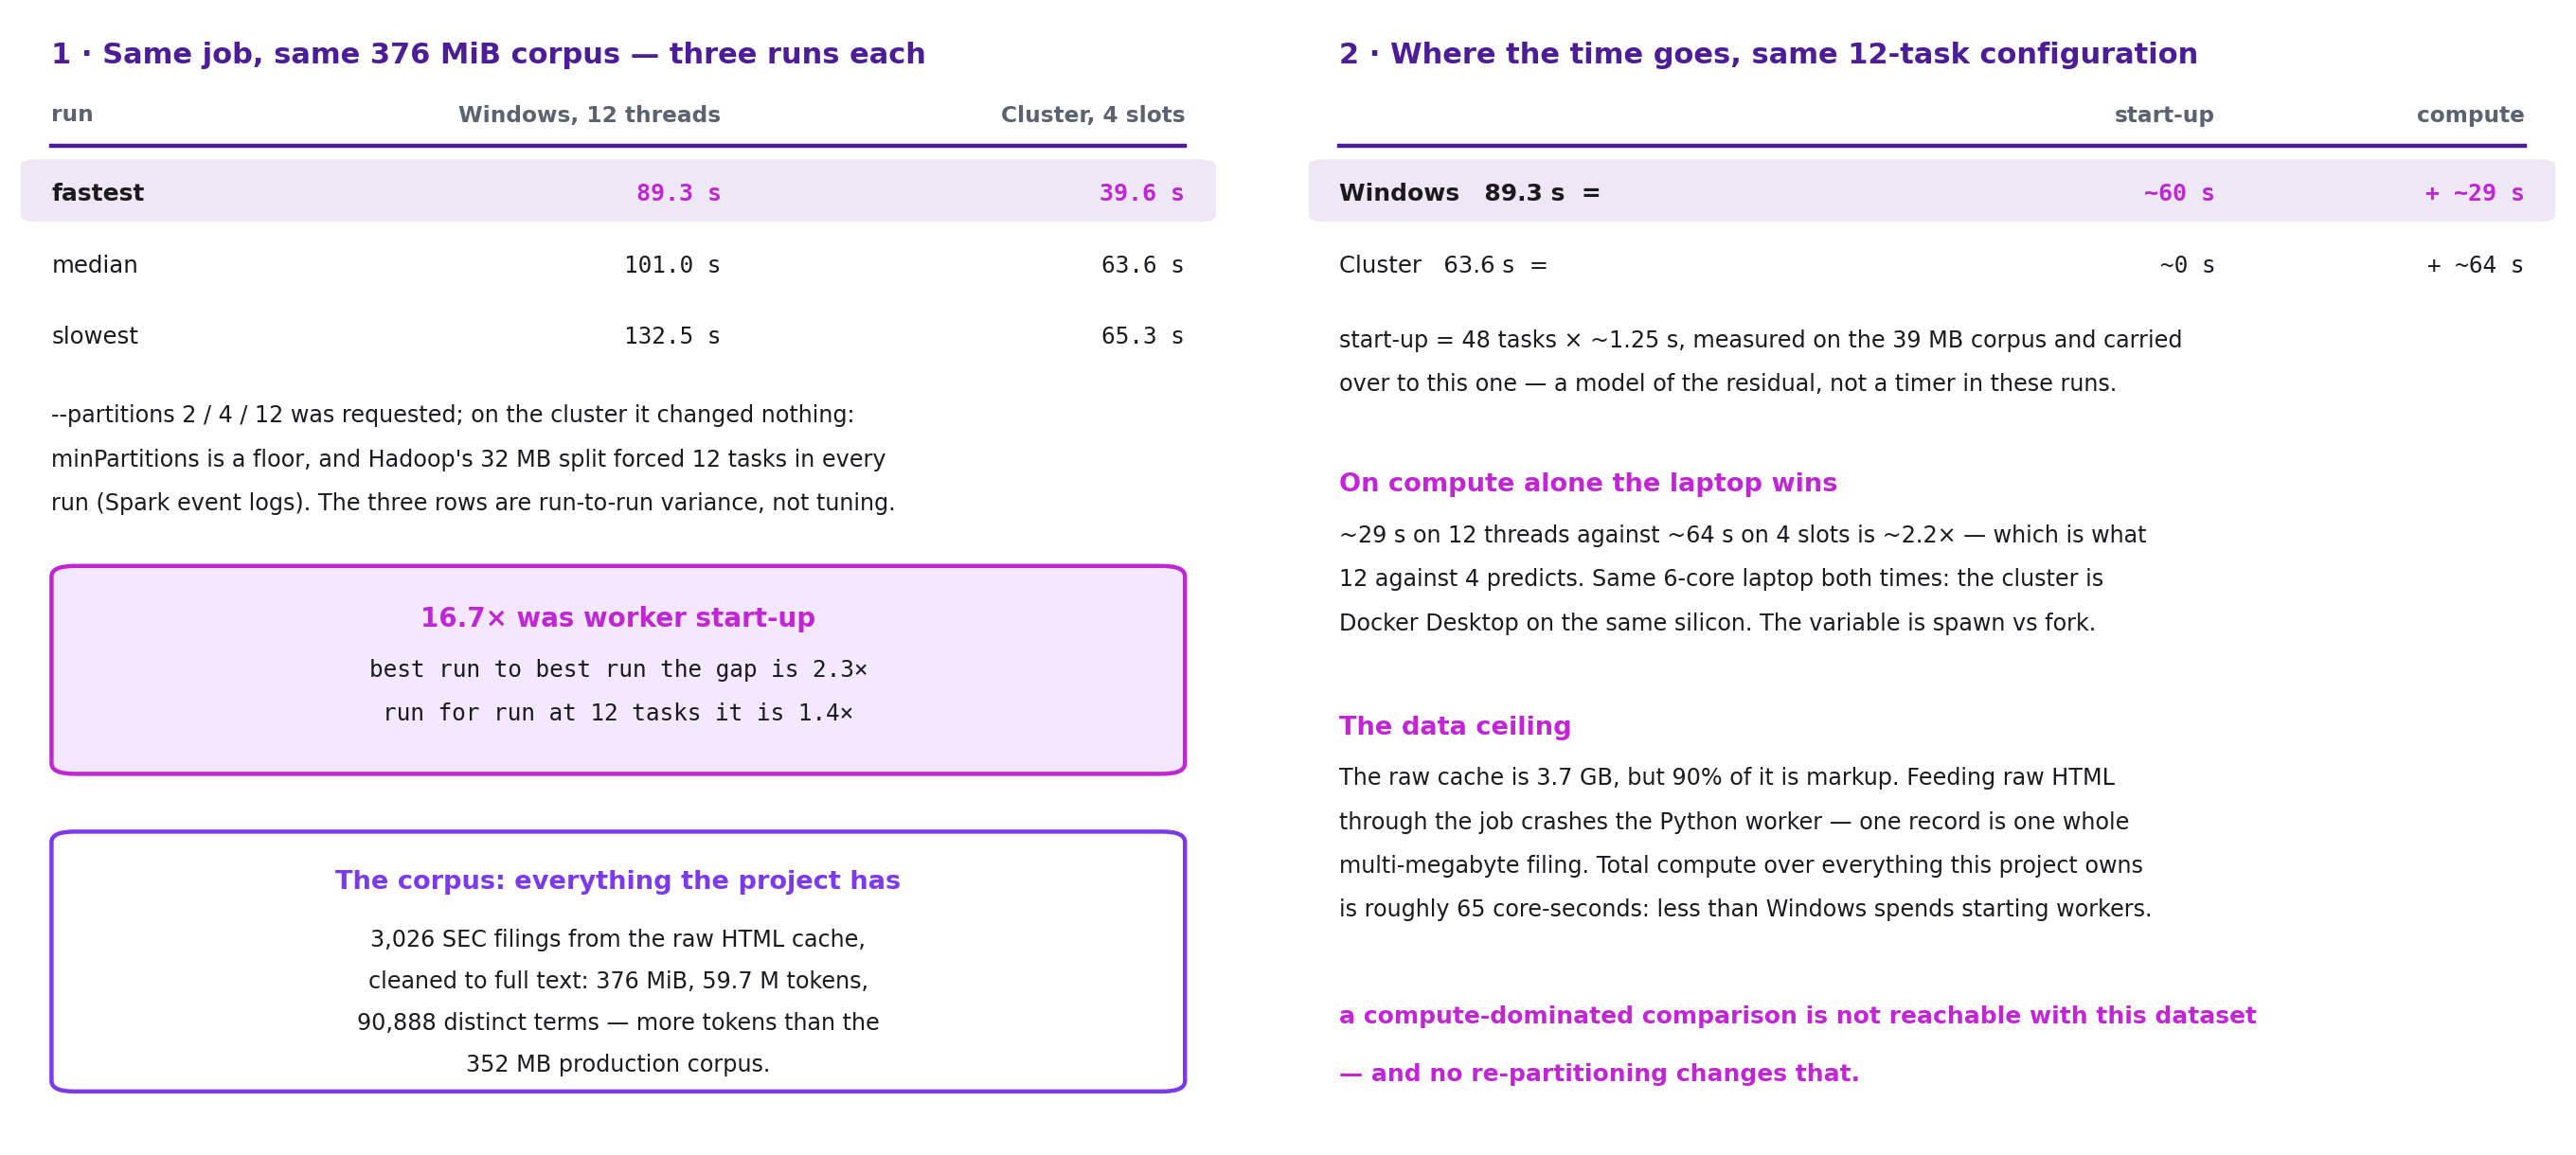 1 · Same job, same 376 MiB corpus — three runs each
run Windows, 12 threads Cluster, 4 slots
fastest 89.3 s 39.6 s
median 101.0 s 63.6 s
slowest 132.5 s 65.3 s
--partitions 2 / 4 / 12 was requested; on the cluster it changed nothing:
minPartitions is a floor, and Hadoop's 32 MB split forced 12 tasks in every
run (Spark event logs). The three rows are run-to-run variance, not tuning.
16.7× was worker start-up
best run to best run the gap is 2.3×
run for run at 12 tasks it is 1.4×
The corpus: everything the project has
3,026 SEC filings from the raw HTML cache,
cleaned to full text: 376 MiB, 59.7 M tokens,
90,888 distinct terms — more tokens than the
352 MB production corpus.
2 · Where the time goes, same 12-task configuration
start-up compute
Windows 89.3 s = ~60 s + ~29 s
Cluster 63.6 s = ~0 s + ~64 s
start-up = 48 tasks × ~1.25 s, measured on the 39 MB corpus and carried
over to this one — a model of the residual, not a timer in these runs.
On compute alone the laptop wins
~29 s on 12 threads against ~64 s on 4 slots is ~2.2× — which is what
12 against 4 predicts. Same 6-core laptop both times: the cluster is
Docker Desktop on the same silicon. The variable is spawn vs fork.
The data ceiling
The raw cache is 3.7 GB, but 90% of it is markup. Feeding raw HTML
through the job crashes the Python worker — one record is one whole
multi-megabyte filing. Total compute over everything this project owns
is roughly 65 core-seconds: less than Windows spends starting workers.
a compute-dominated comparison is not reachable with this dataset
— and no re-partitioning changes that.